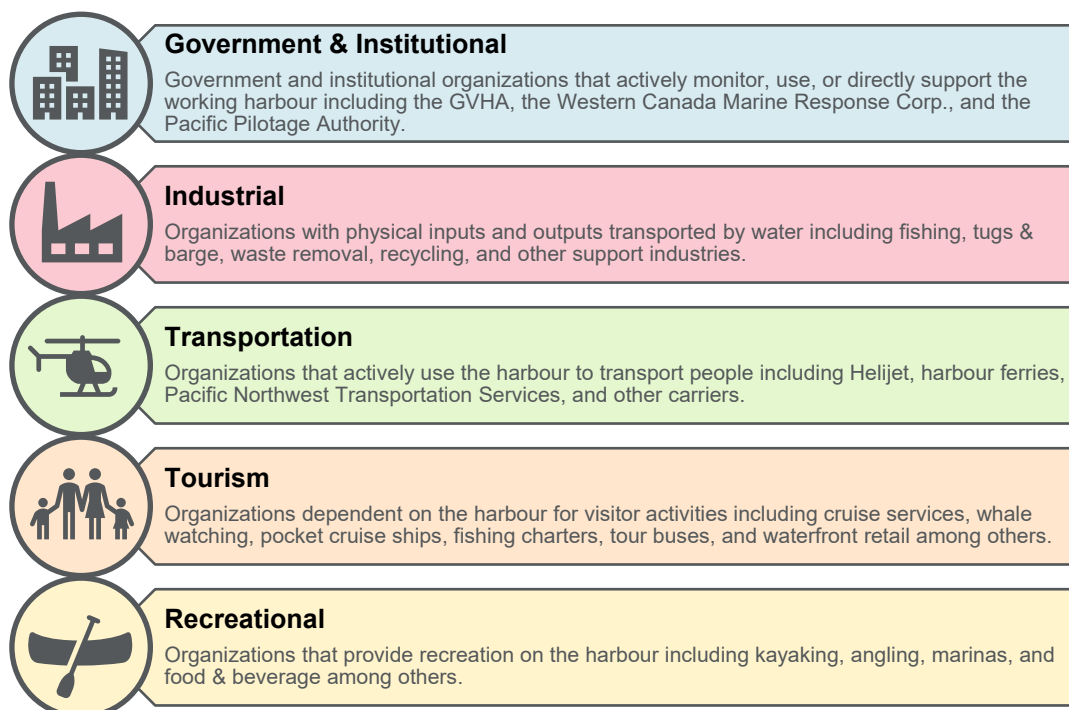 Government & Institutional
Government and institutional organizations that actively monitor, use, or directly support the
working harbour including the GVHA, the Western Canada Marine Response Corp., and the
Pacific Pilotage Authority.
Industrial
Organizations with physical inputs and outputs transported by water including fishing, tugs &
barge, waste removal, recycling, and other support industries.
Transportation
Organizations that actively use the harbour to transport people including Helijet, harbour ferries,
Pacific Northwest Transportation Services, and other carriers.
Tourism
Organizations dependent on the harbour for visitor activities including cruise services, whale
watching, pocket cruise ships, fishing charters, tour buses, and waterfront retail among others.
Recreational
Organizations that provide recreation on the harbour including kayaking, angling, marinas, and
food & beverage among others.